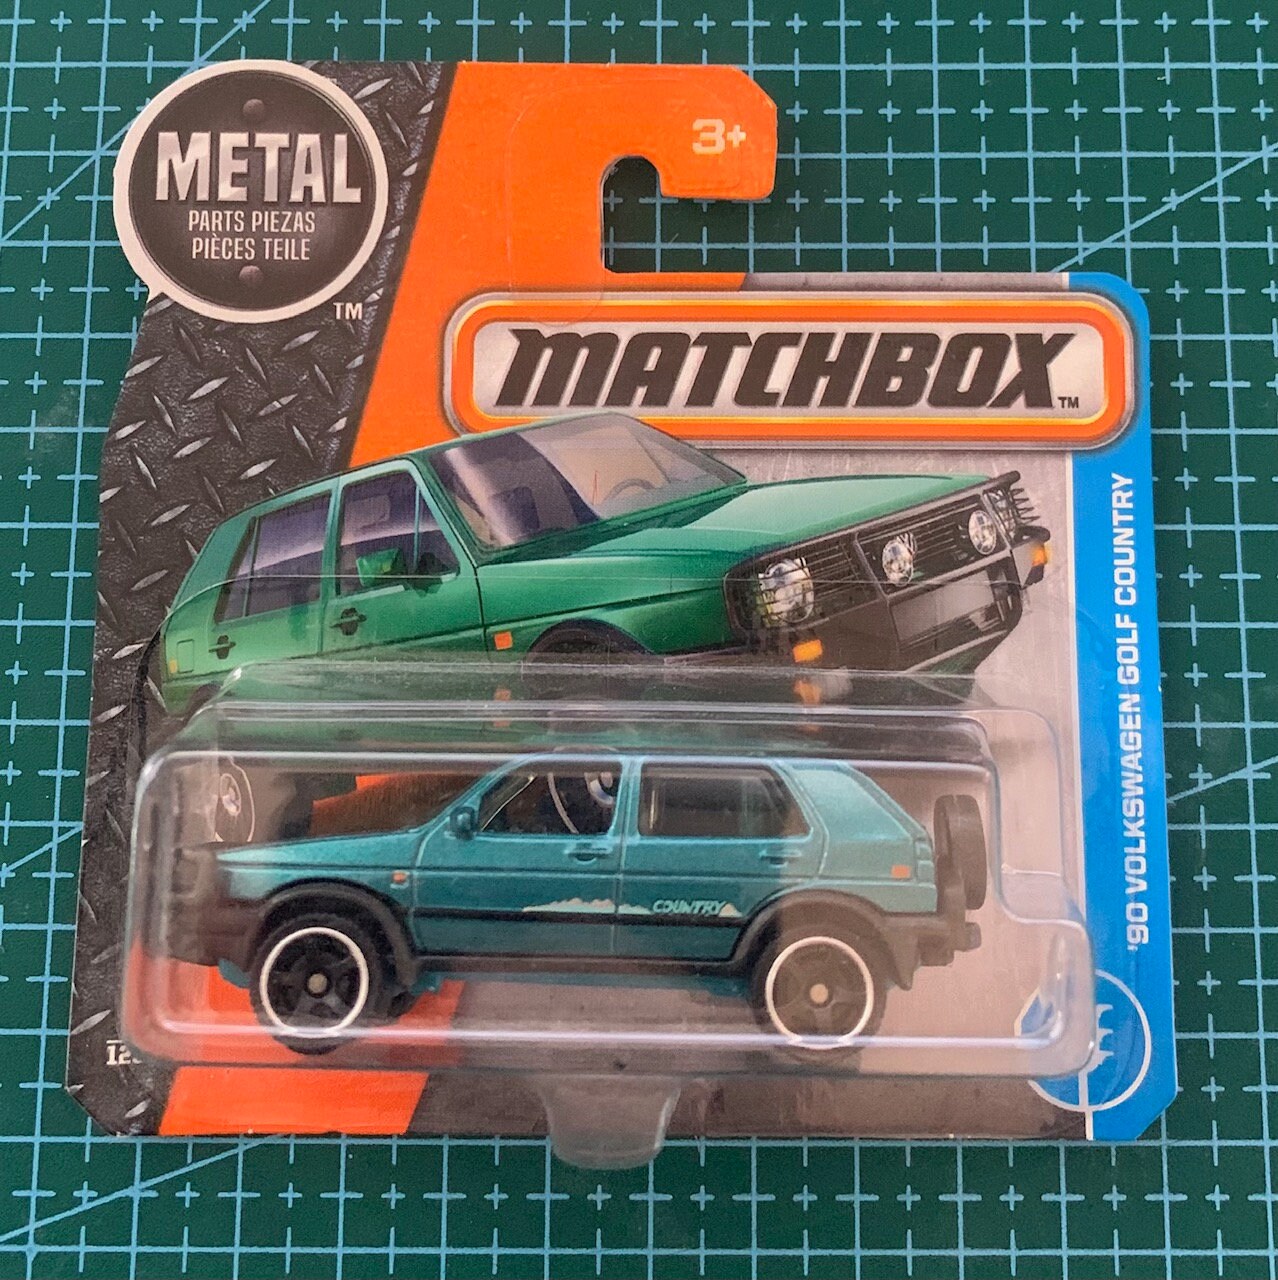 METAL
PARTS PIEZAS
PIÈCES TEILE
TM
3+
MATCHBOX TM
'90 VOLKSWAGEN GOLF COUNTRY
COUNTRY